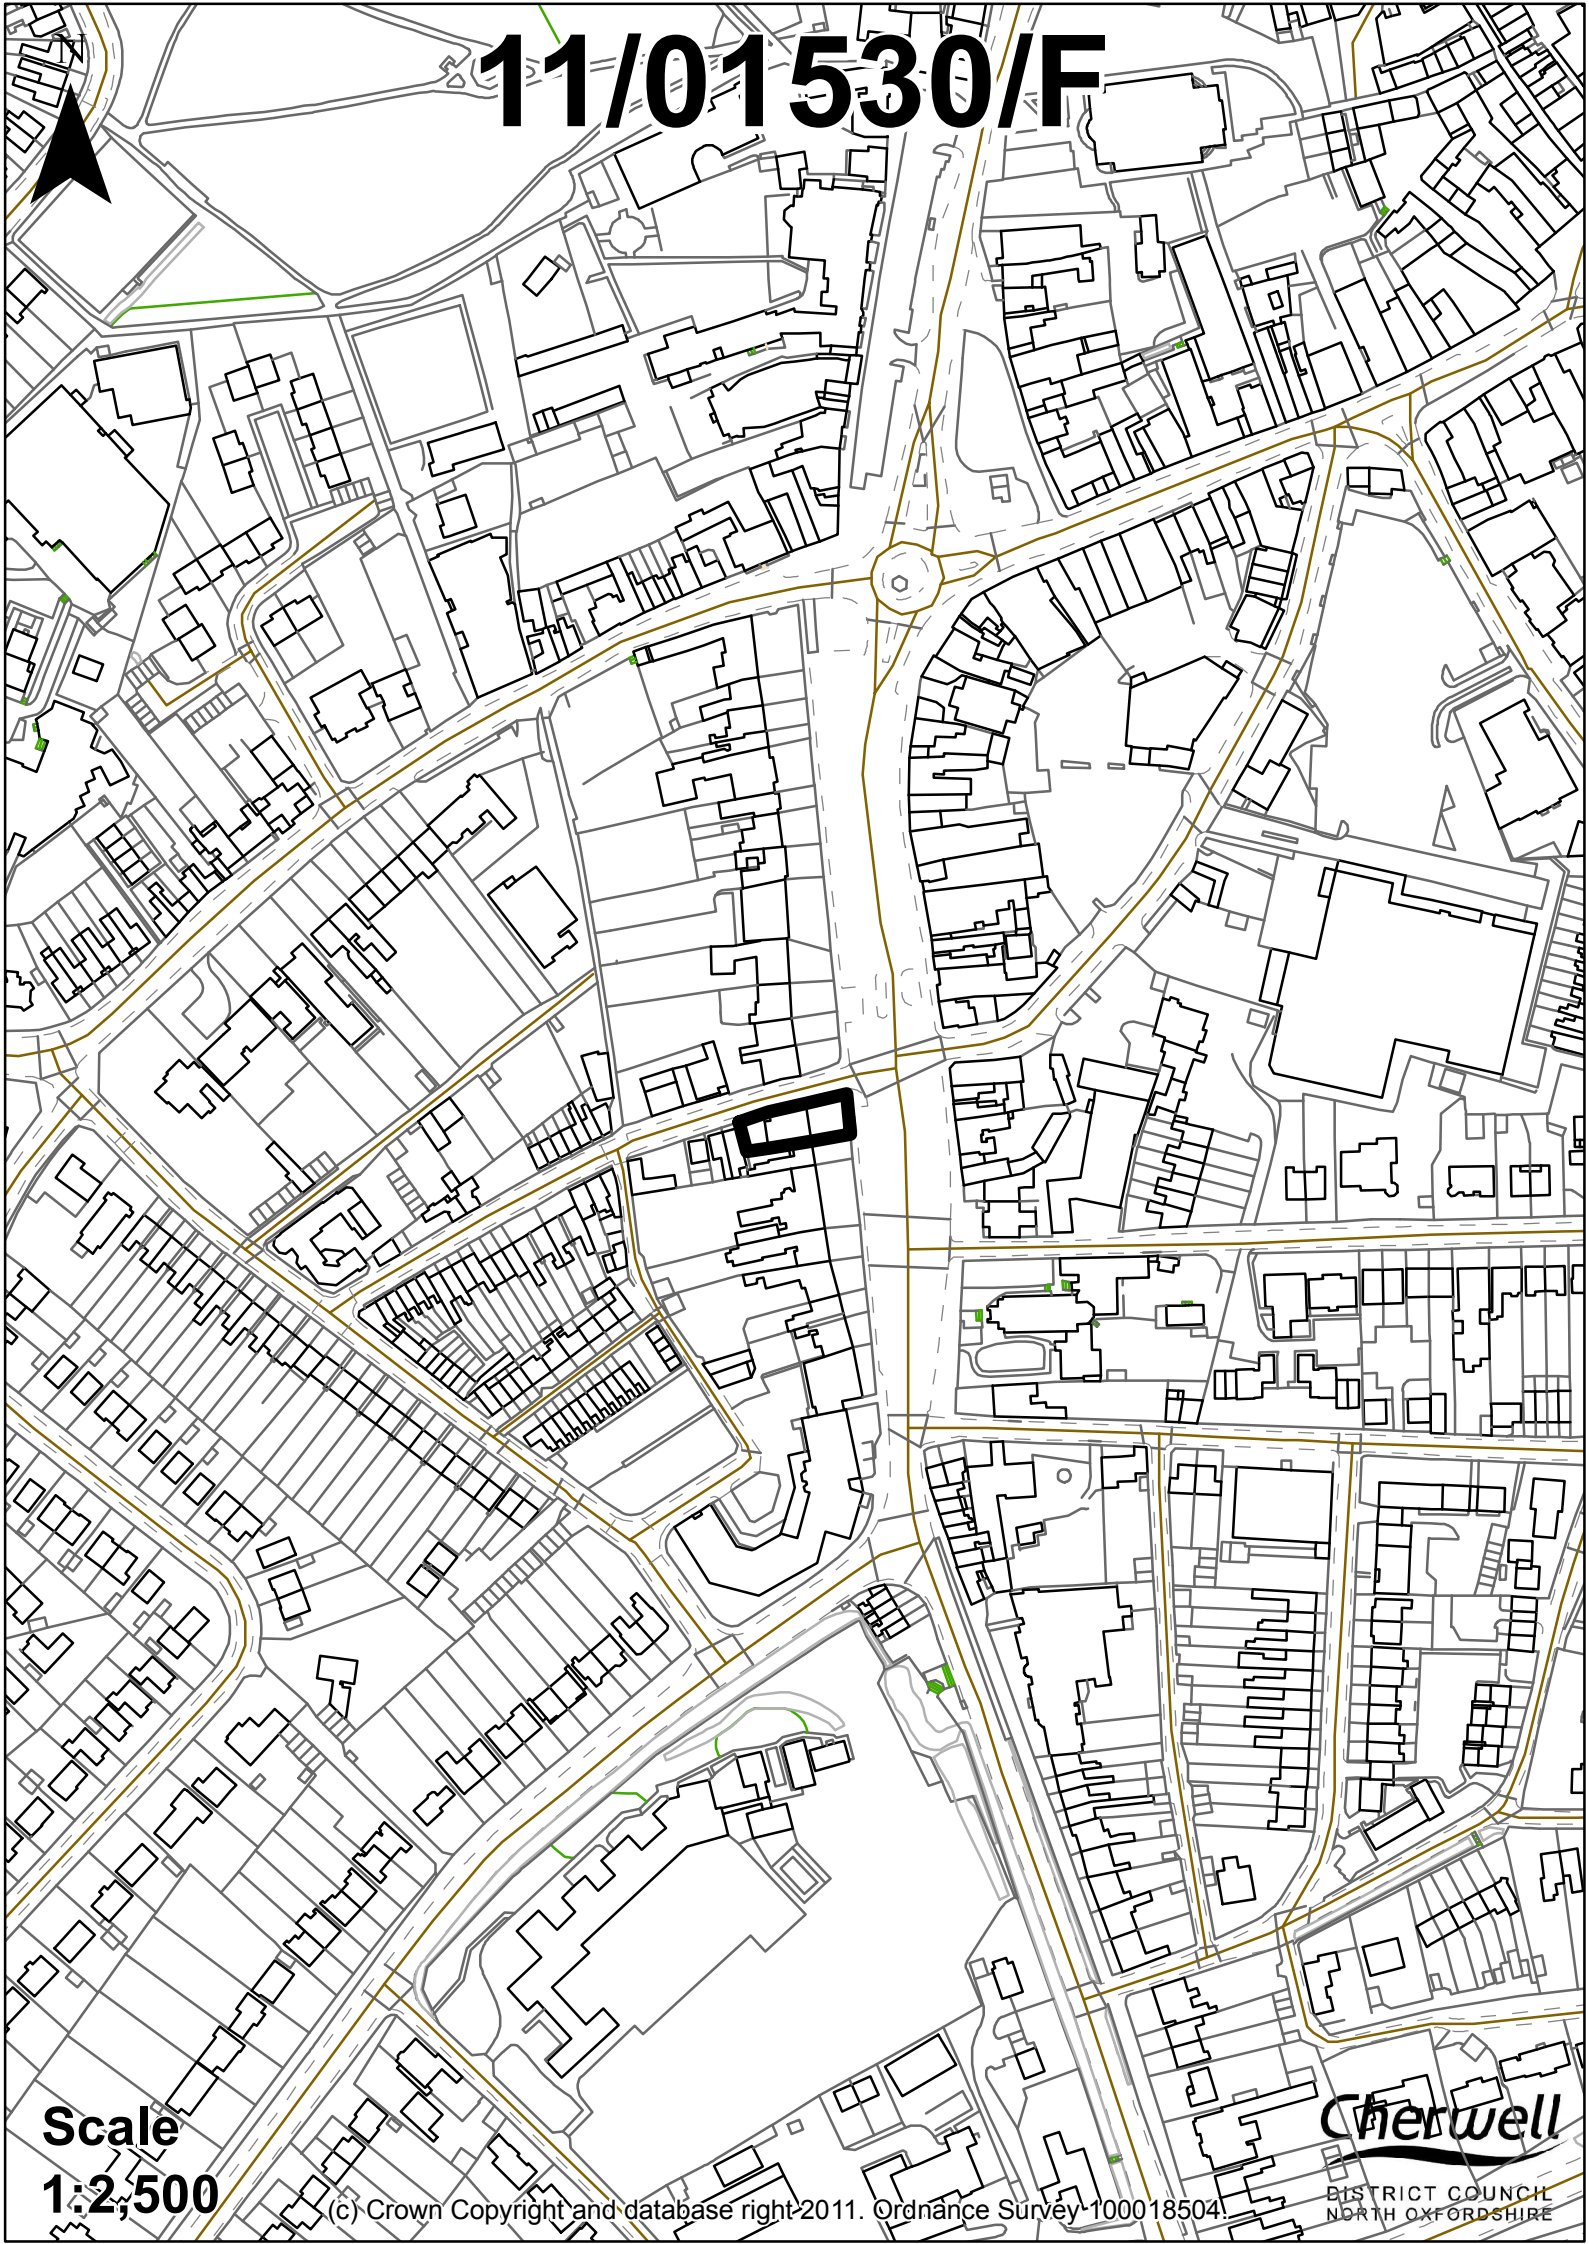 11/01530/F
N
Scale
1:2,500
(c) Crown Copyright and database right 2011. Ordnance Survey 100018504.
Cherwell
DISTRICT COUNCIL
NORTH OXFORDSHIRE